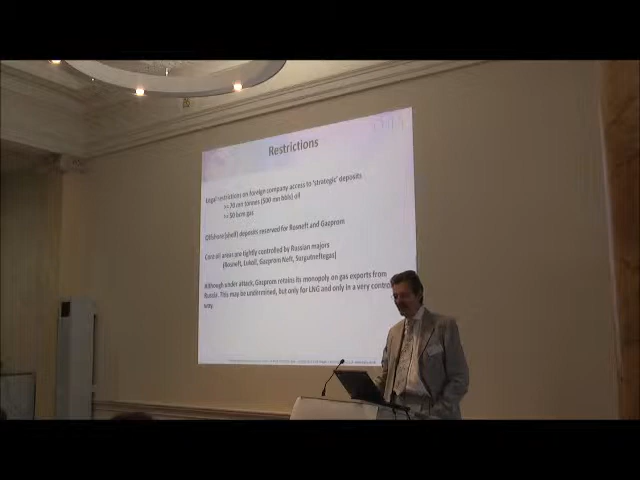 Restrictions
Legal restrictions on foreign company access to 'strategic' deposits
>= 70 mn tonnes (500 mn bbls) oil
>= 50 bcm gas
Offshore (shelf) deposits reserved for Rosneft and Gazprom
Core oil areas are tightly controlled by Russian majors
(Rosneft, Lukoil, Gazprom Neft, Surgutneftegas)
Although under attack, Gazprom retains its monopoly on gas exports from
Russia. This may be undermined, but only for LNG and only in a very control
way.